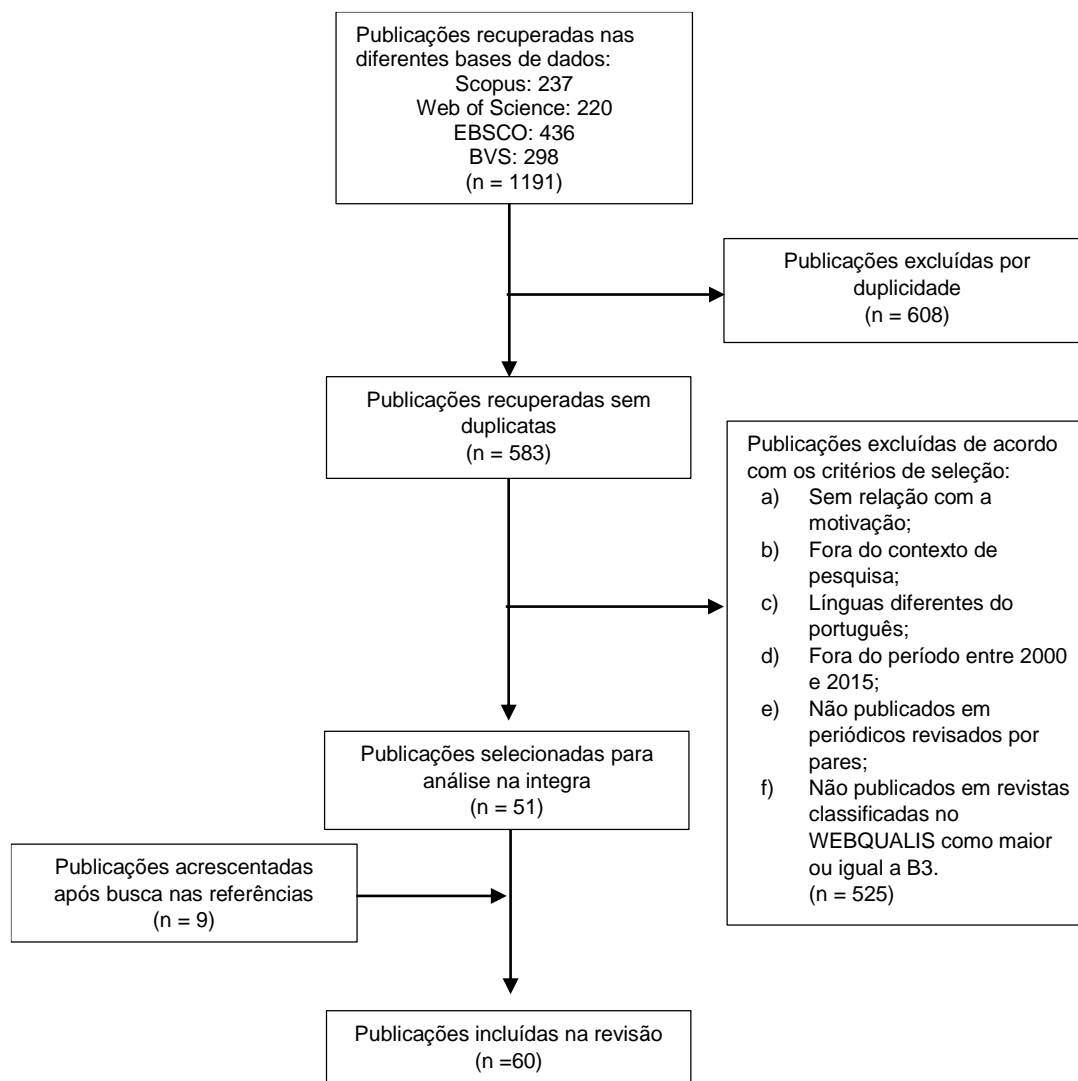 Publicações recuperadas nas
diferentes bases de dados:
Scopus: 237
Web of Science: 220
EBSCO: 436
BVS: 298
(n = 1191)
Publicações excluídas por
duplicidade
(n = 608)
Publicações recuperadas sem
duplicatas
(n = 583)
Publicações excluídas de acordo
com os critérios de seleção:
a) Sem relação com a
motivação;
b) Fora do contexto de
pesquisa;
c) Línguas diferentes do
português;
d) Fora do período entre 2000
e 2015;
e) Não publicados em
periódicos revisados por
pares;
f) Não publicados em revistas
classificadas no
WEBQUALIS como maior
ou igual a B3.
(n = 525)
Publicações selecionadas para
análise na integra
(n = 51)
Publicações acrescentadas
após busca nas referências
(n = 9)
Publicações incluídas na revisão
(n =60)